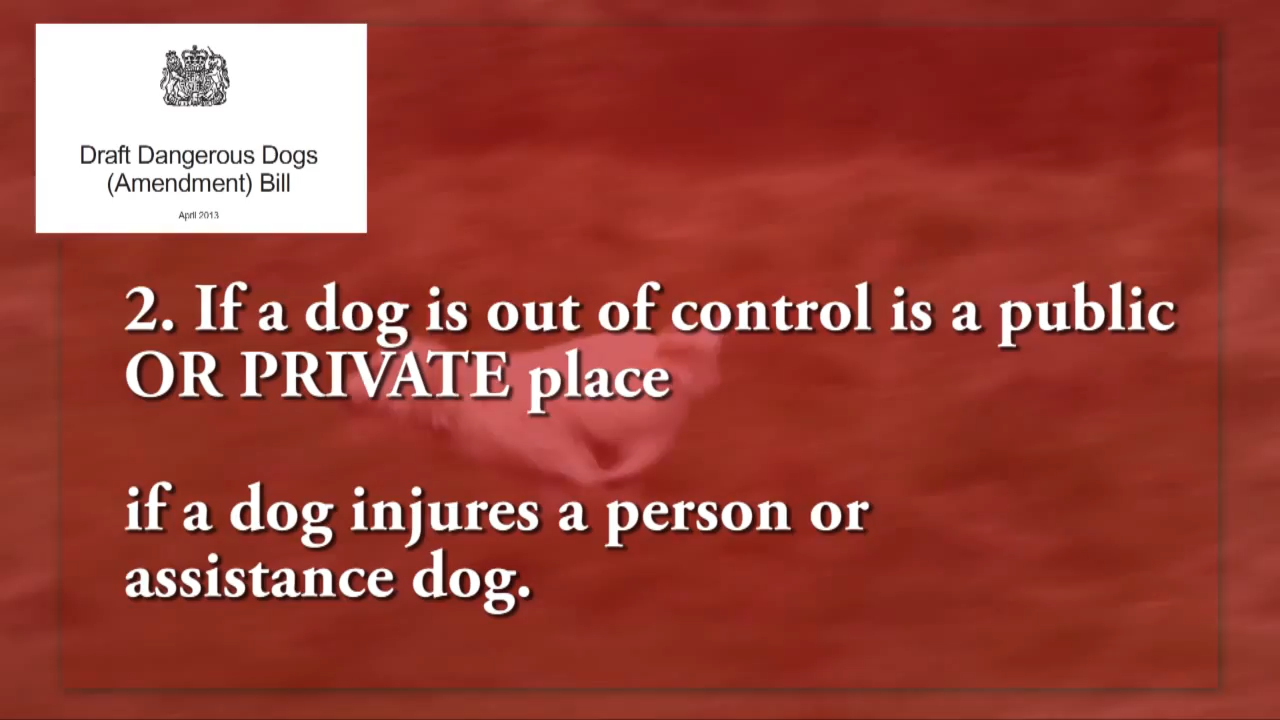 Draft Dangerous Dogs
(Amendment) Bill
April 2013
2. If a dog is out of control is a public
OR PRIVATE place
if a dog injures a person or
assistance dog.